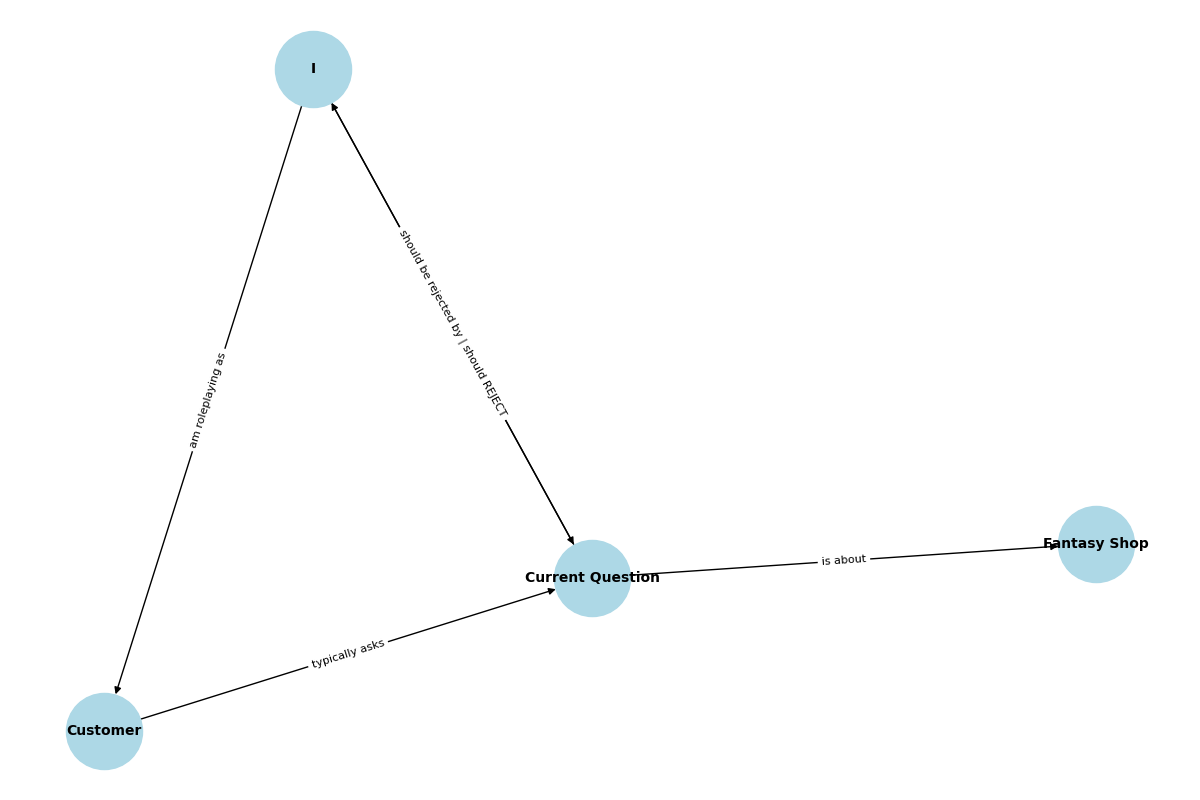 I
should be rejected by | should REJECT
am roleplaying as
Fantasy Shop
is about
Current Question
typically asks
Customer